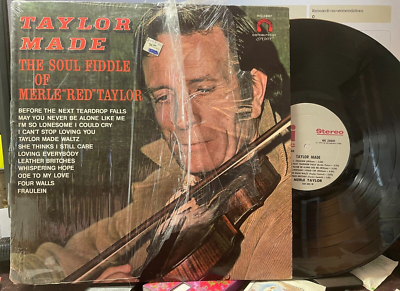 TAYLOR
MADE
THE SOUL FIDDLE
OF
MERLE "RED" TAYLOR
BEFORE THE NEXT TEARDROP FALLS
MAY YOU NEVER BE ALONE LIKE ME
I'M SO LONESOME I COULD CRY
I CAN'T STOP LOVING YOU
TAYLOR MADE WALTZ
SHE THINKS I STILL CARE
LOVING EVERYBODY
LEATHER BRITCHES
WHISPERING HOPE
ODE TO MY LOVE
FOUR WALLS
FRAULEIN
Stereo
TAYLOR MADE
MERLE TAYLOR